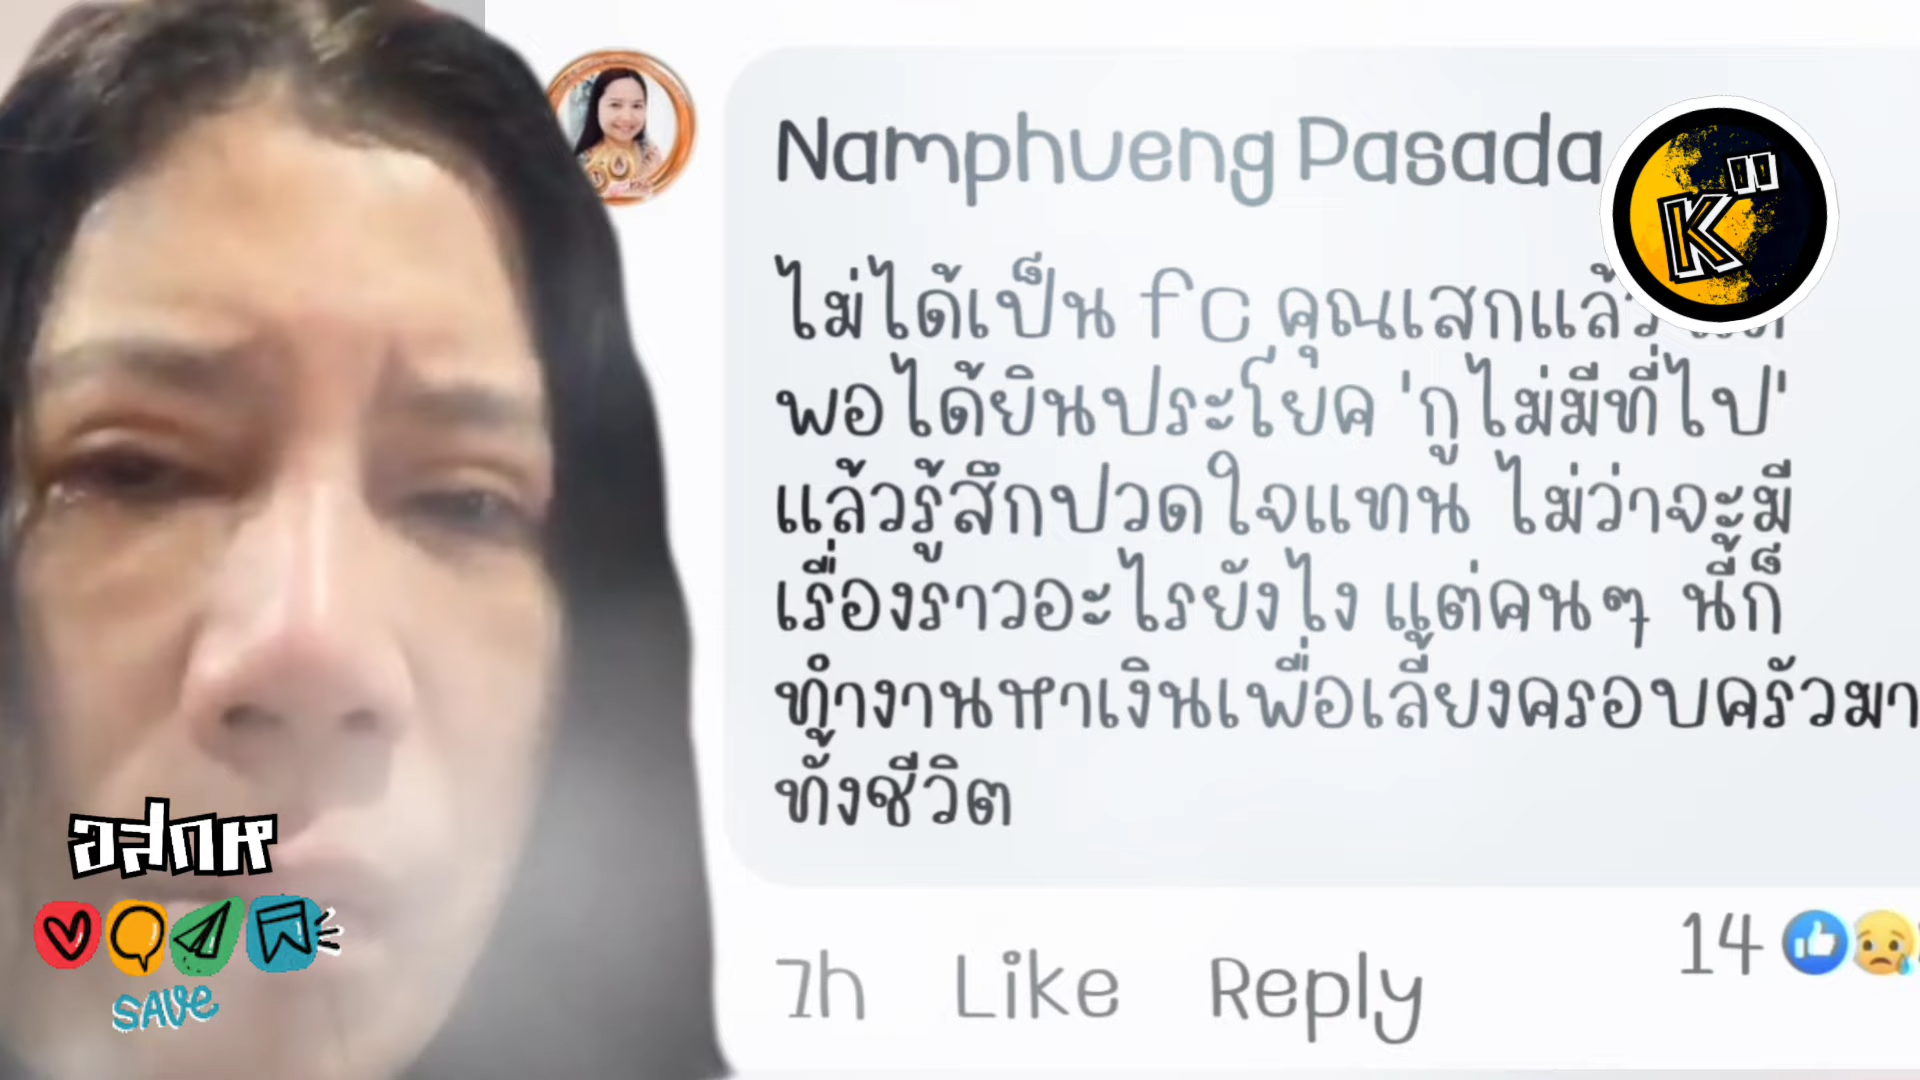 Namphueng Pasada
ไม่ได้เป็น fc คุณเสกแล้ว
พอได้ยินประโยค 'กูไม่มีที่ไป'
แล้วรู้สึกปวดใจแทน ไม่ว่าจะมี
เรื่องราวอะไรยังไง แต่คนๆ นี้ก็
ทำงานหาเงินเพื่อเลี้ยงครอบครัวมา
ทั้งชีวิต
7h Like Reply 14
K"
อสกห
SAVe